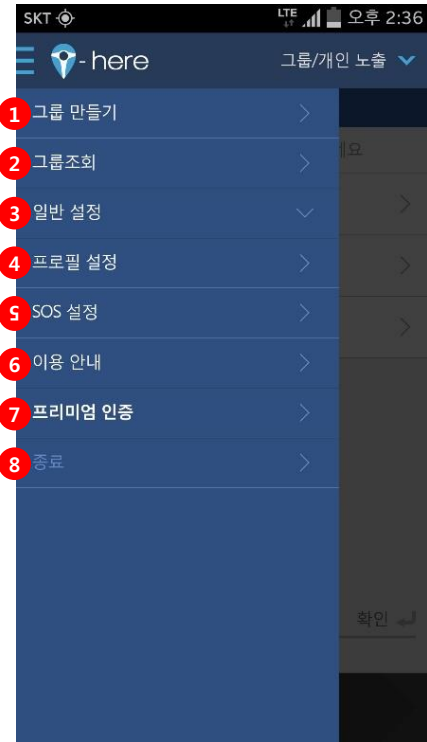 SKT LTE 오후 2:36
- here 그룹/개인 노출
1 그룹 만들기
2 그룹조회
세요
3 일반 설정
4 프로필 설정
5 SOS 설정
6 이용 안내
7 프리미엄 인증
8 종료
확인